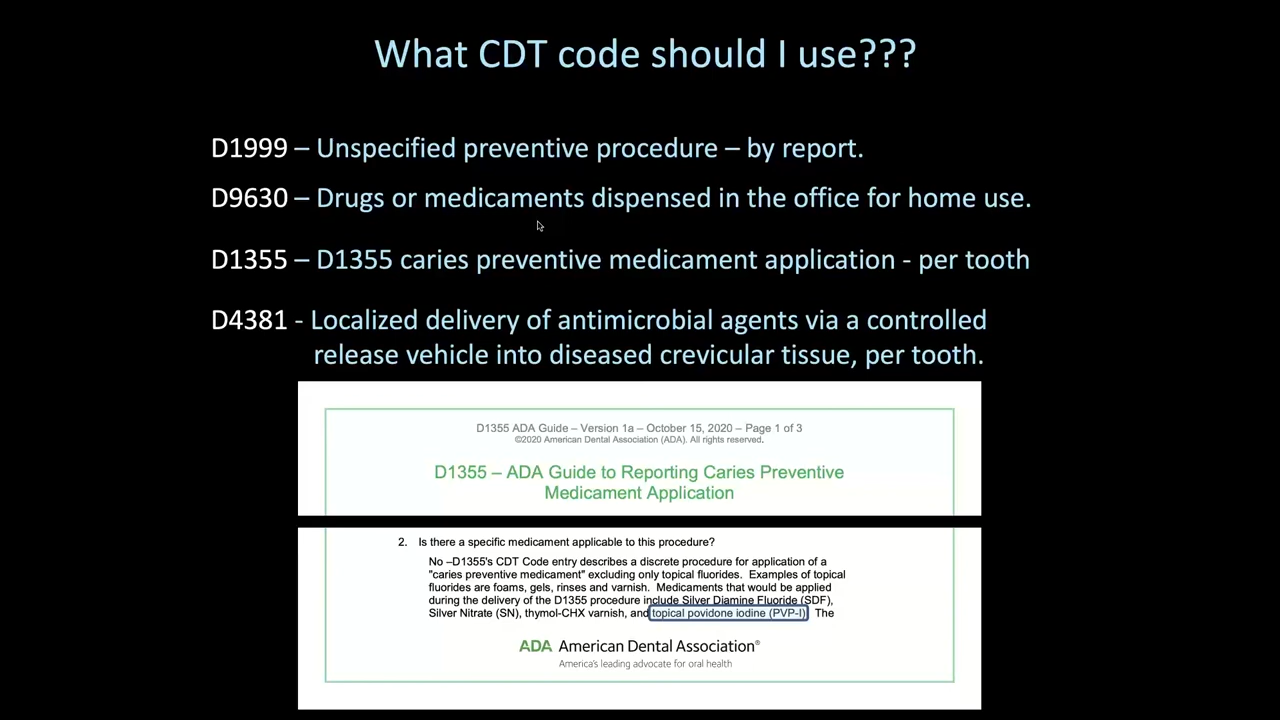 What CDT code should I use???
D1999 – Unspecified preventive procedure – by report.
D9630 – Drugs or medicaments dispensed in the office for home use.
D1355 – D1355 caries preventive medicament application - per tooth
D4381 - Localized delivery of antimicrobial agents via a controlled
release vehicle into diseased crevicular tissue, per tooth.
D1355 ADA Guide – Version 1a – October 15, 2020 – Page 1 of 3
©2020 American Dental Association (ADA). All rights reserved.
D1355 – ADA Guide to Reporting Caries Preventive
Medicament Application
2. Is there a specific medicament applicable to this procedure?
No –D1355's CDT Code entry describes a discrete procedure for application of a
"caries preventive medicament" excluding only topical fluorides. Examples of topical
fluorides are foams, gels, rinses and varnish. Medicaments that would be applied
during the delivery of the D1355 procedure include Silver Diamine Fluoride (SDF),
Silver Nitrate (SN), thymol-CHX varnish, and topical povidone iodine (PVP-I) The
ADA American Dental Association®
America's leading advocate for oral health